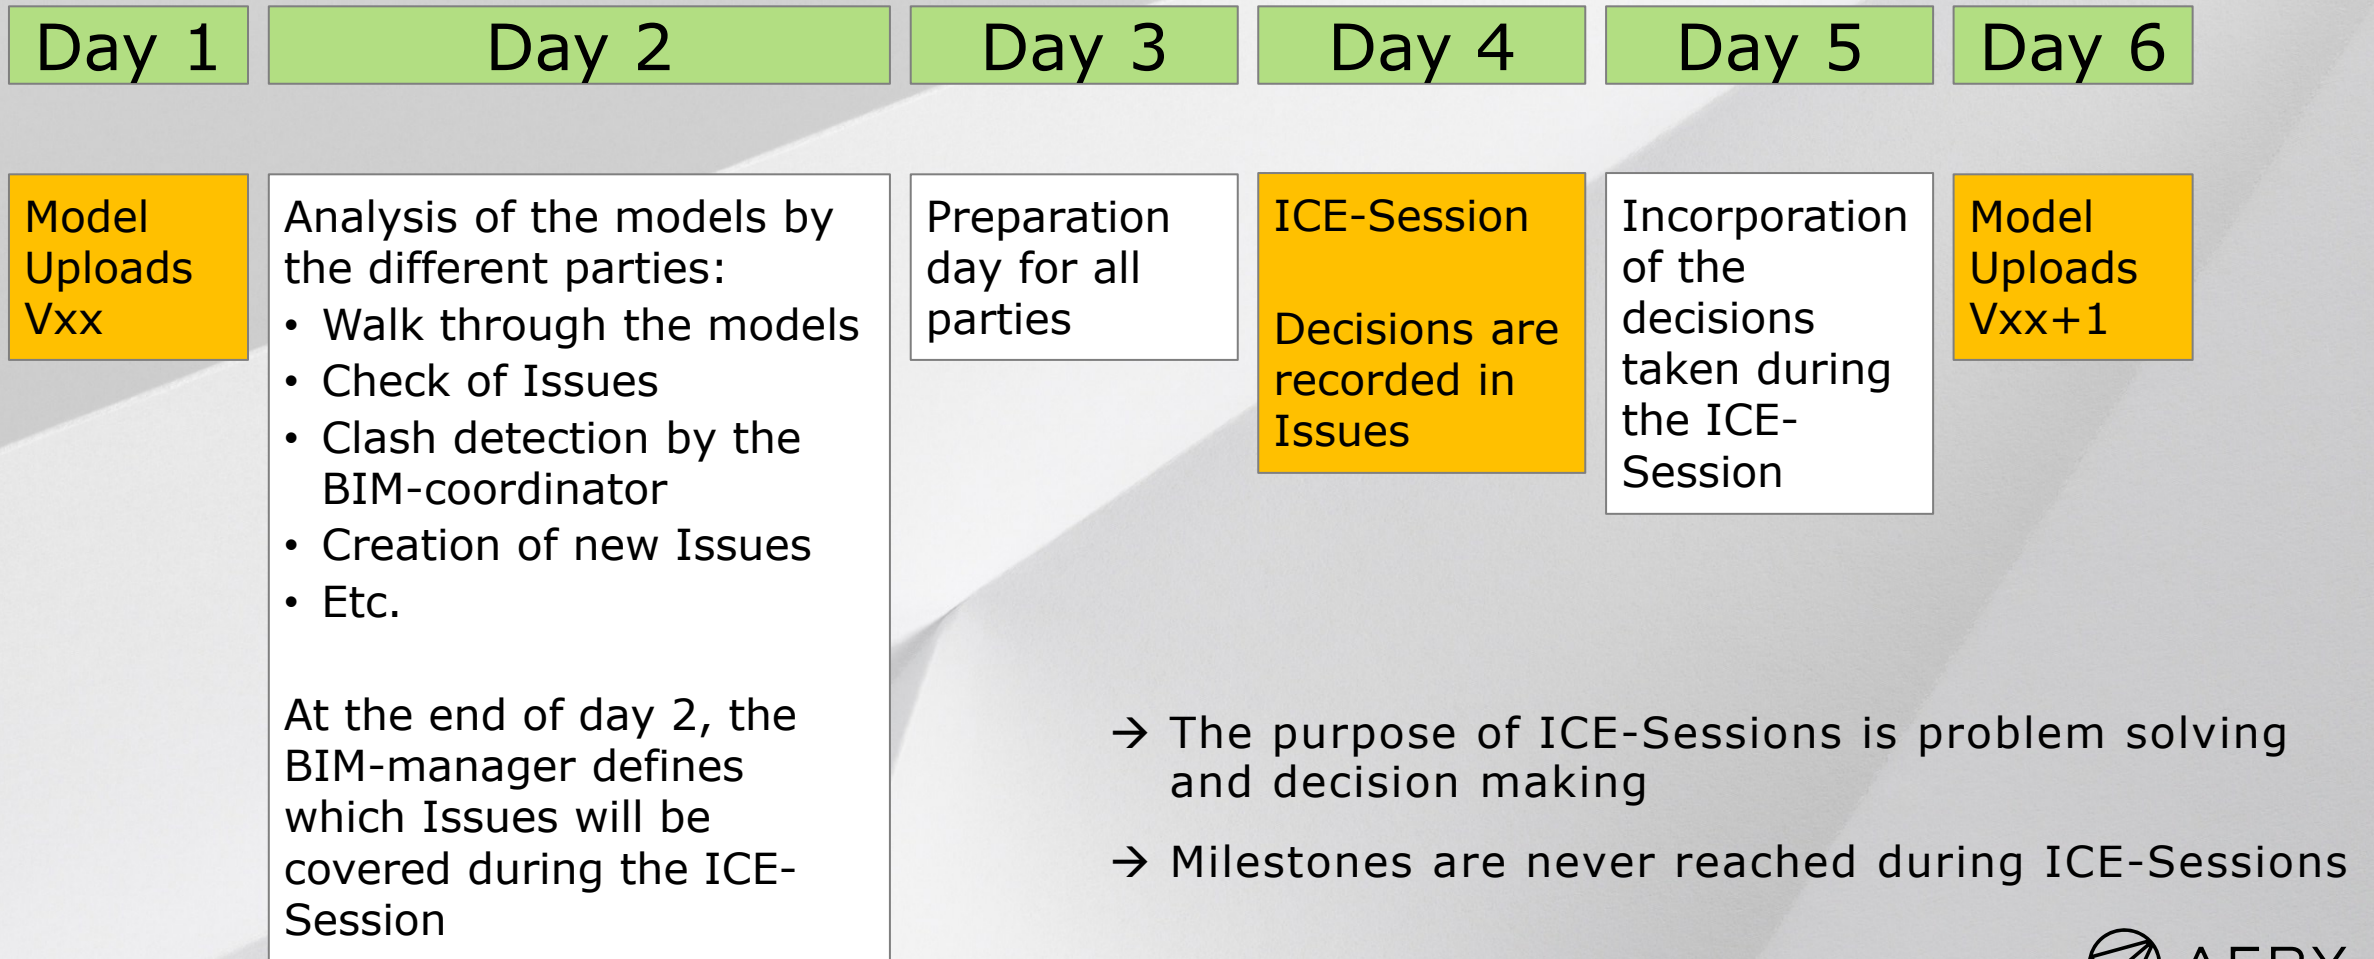 Day 1
Day 2
Day 3
Day 4
Day 5
Day 6
Model
Uploads
Vxx
Analysis of the models by
the different parties:
• Walk through the models
• Check of Issues
• Clash detection by the
BIM-coordinator
• Creation of new Issues
• Etc.
At the end of day 2, the
BIM-manager defines
which Issues will be
covered during the ICE-
Session
Preparation
day for all
parties
ICE-Session
Decisions are
recorded in
Issues
Incorporation
of the
decisions
taken during
the ICE-
Session
Model
Uploads
Vxx+1
→ The purpose of ICE-Sessions is problem solving
and decision making
→ Milestones are never reached during ICE-Sessions